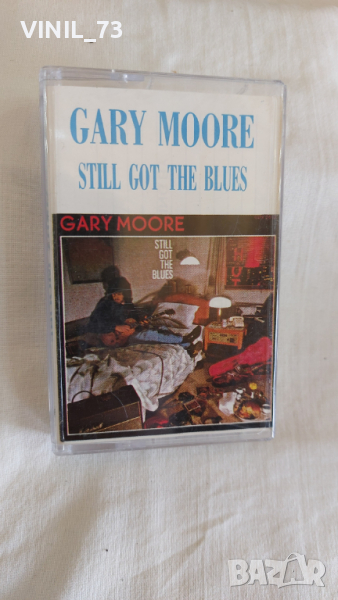 VINIL_73
GARY MOORE
STILL GOT THE BLUES
GARY MOORE
STILL
GOT
THE
BLUES
BAZAR